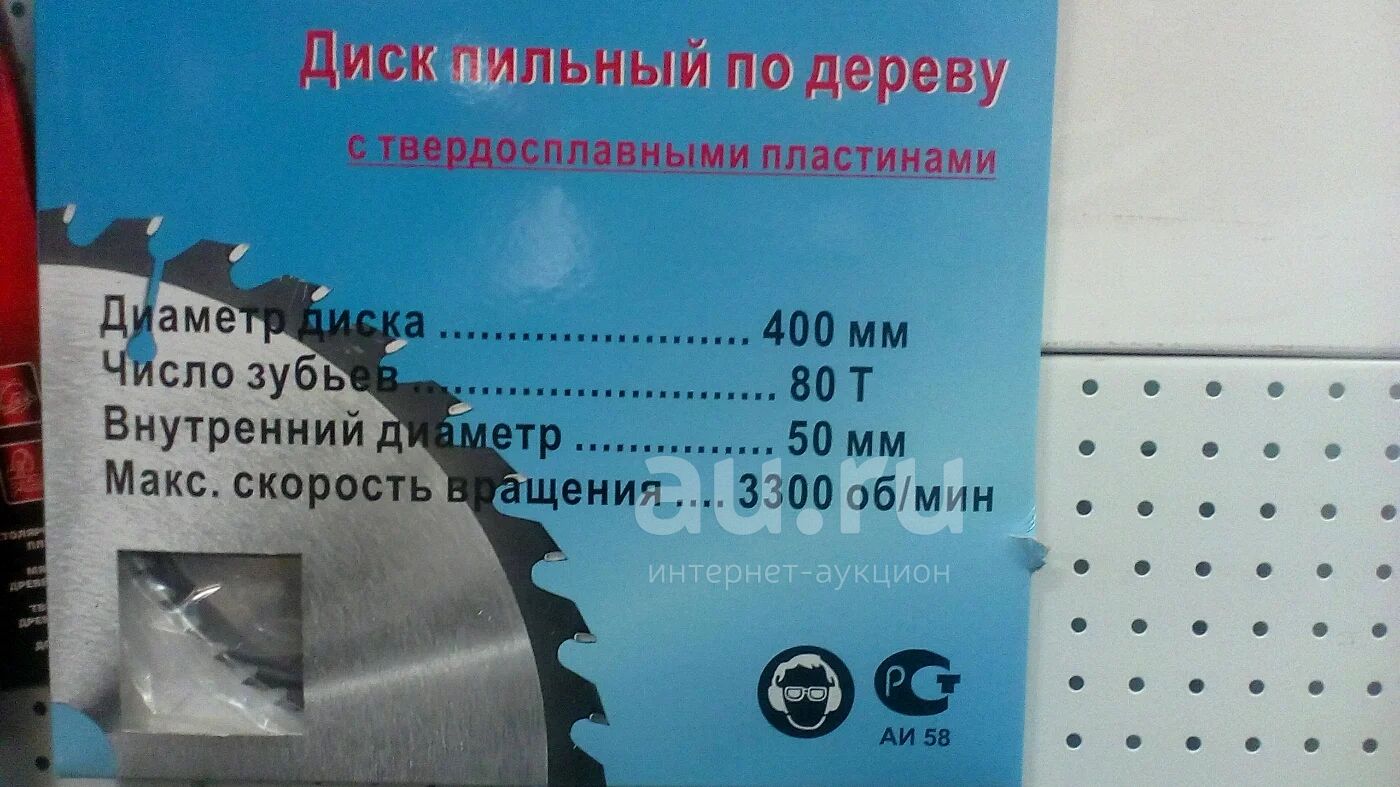 Диск пильный по дереву
с твердосплавными пластинами
Диаметр диска ........................ 400 мм
Число зубьев ............................ 80 Т
Внутренний диаметр ............... 50 мм
Макс. скорость вращения .... 3300 об/мин
au.ru
интернет-аукцион
РСТ
АИ 58